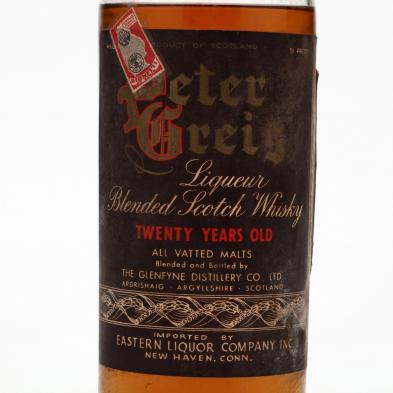 PRODUCT OF SCOTLAND
Peter
Greig
Liqueur
Blended Scotch Whisky
TWENTY YEARS OLD
ALL VATTED MALTS
Blended and Bottled by
THE GLENFYNE DISTILLERY CO. LTD.
ARDRISHAIG - ARGYLLSHIRE - SCOTLAND
IMPORTED BY
EASTERN LIQUOR COMPANY INC.
NEW HAVEN, CONN.